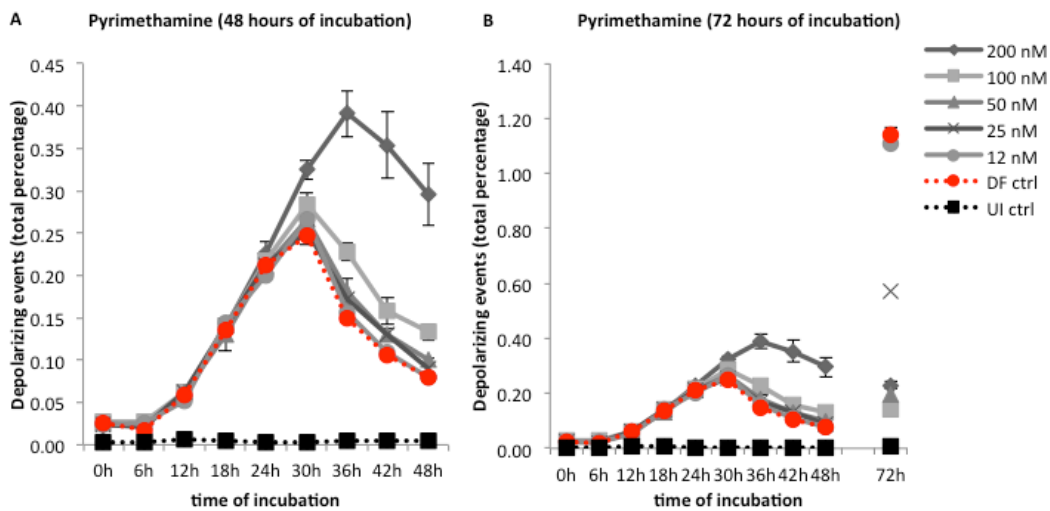 A
Pyrimethamine (48 hours of incubation)
Depolarizing events (total percentage)
0.45
0.40
0.35
0.30
0.25
0.20
0.15
0.10
0.05
0.00
0h 6h 12h 18h 24h 30h 36h 42h 48h
time of incubation
B
Pyrimethamine (72 hours of incubation)
Depolarizing events (total percentage)
1.40
1.20
1.00
0.80
0.60
0.40
0.20
0.00
0h 6h 12h 18h 24h 30h 36h 42h 48h 72h
time of incubation
200 nM
100 nM
50 nM
25 nM
12 nM
DF ctrl
UI ctrl